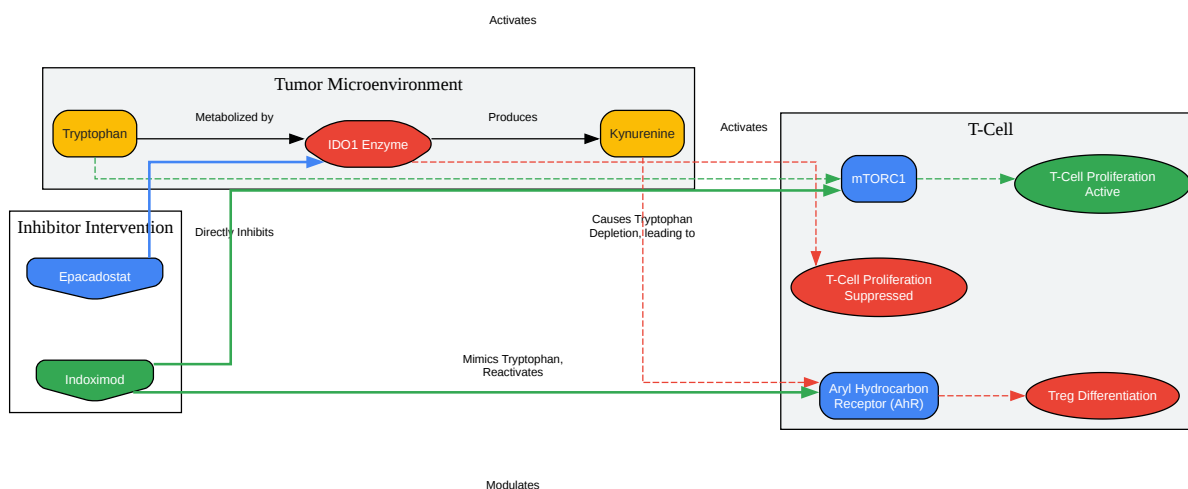 Activates
Tumor Microenvironment
Tryptophan
Metabolized by
IDO1 Enzyme
Produces
Kynurenine
Activates
T-Cell
mTORC1
T-Cell Proliferation
Active
Inhibitor Intervention
Directly Inhibits
Causes Tryptophan
Depletion, leading to
Epacadostat
T-Cell Proliferation
Suppressed
Indoximod
Mimics Tryptophan,
Reactivates
Aryl Hydrocarbon
Receptor (AhR)
Treg Differentiation
Modulates